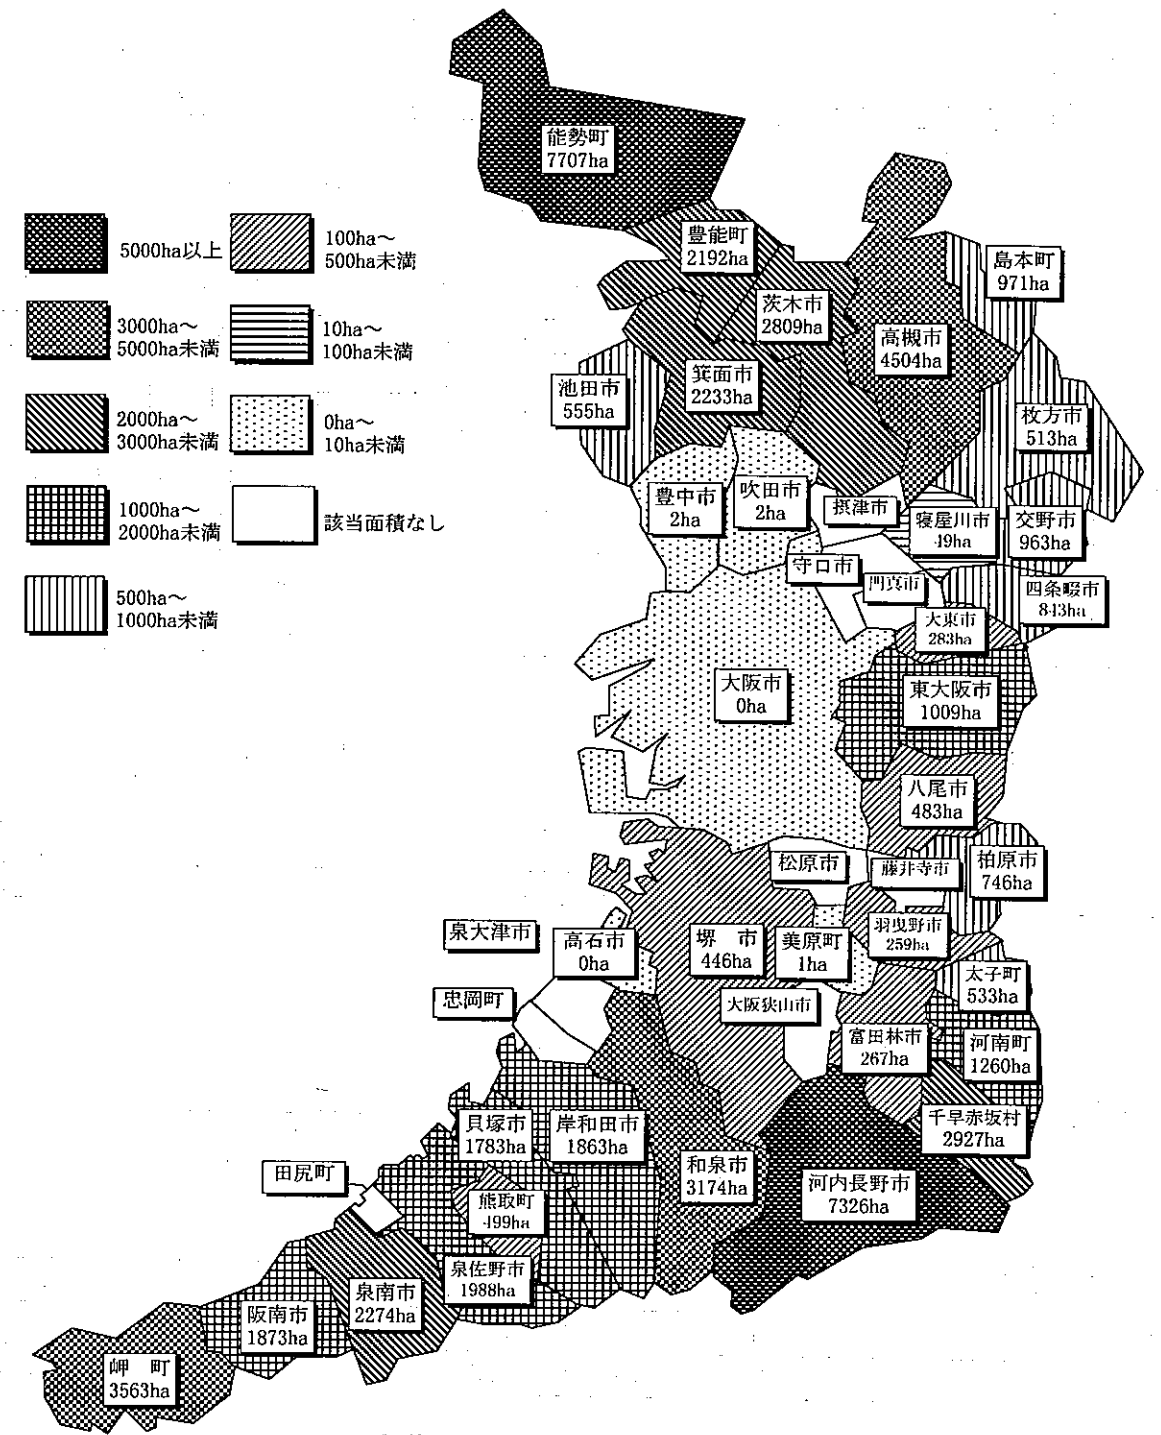 能勢町
7707ha
豊能町
2192ha
島本町
971ha
茨木市
2809ha
高槻市
4504ha
箕面市
2233ha
池田市
555ha
枚方市
513ha
豊中市
2ha
吹田市
2ha
摂津市
寝屋川市
49ha
交野市
963ha
守口市
門真市
四条畷市
843ha
大東市
283ha
大阪市
0ha
東大阪市
1009ha
八尾市
483ha
松原市
藤井寺市
柏原市
746ha
泉大津市
高石市
0ha
堺 市
446ha
美原町
1ha
羽曳野市
259ha
太子町
533ha
忠岡町
大阪狭山市
富田林市
267ha
河南町
1260ha
貝塚市
1783ha
岸和田市
1863ha
千早赤坂村
2927ha
田尻町
熊取町
499ha
和泉市
3174ha
河内長野市
7326ha
泉佐野市
1988ha
泉南市
2274ha
阪南市
1873ha
岬 町
3563ha
5000ha以上
3000ha〜
5000ha未満
2000ha〜
3000ha未満
1000ha〜
2000ha未満
500ha〜
1000ha未満
100ha〜
500ha未満
10ha〜
100ha未満
0ha〜
10ha未満
該当面積なし